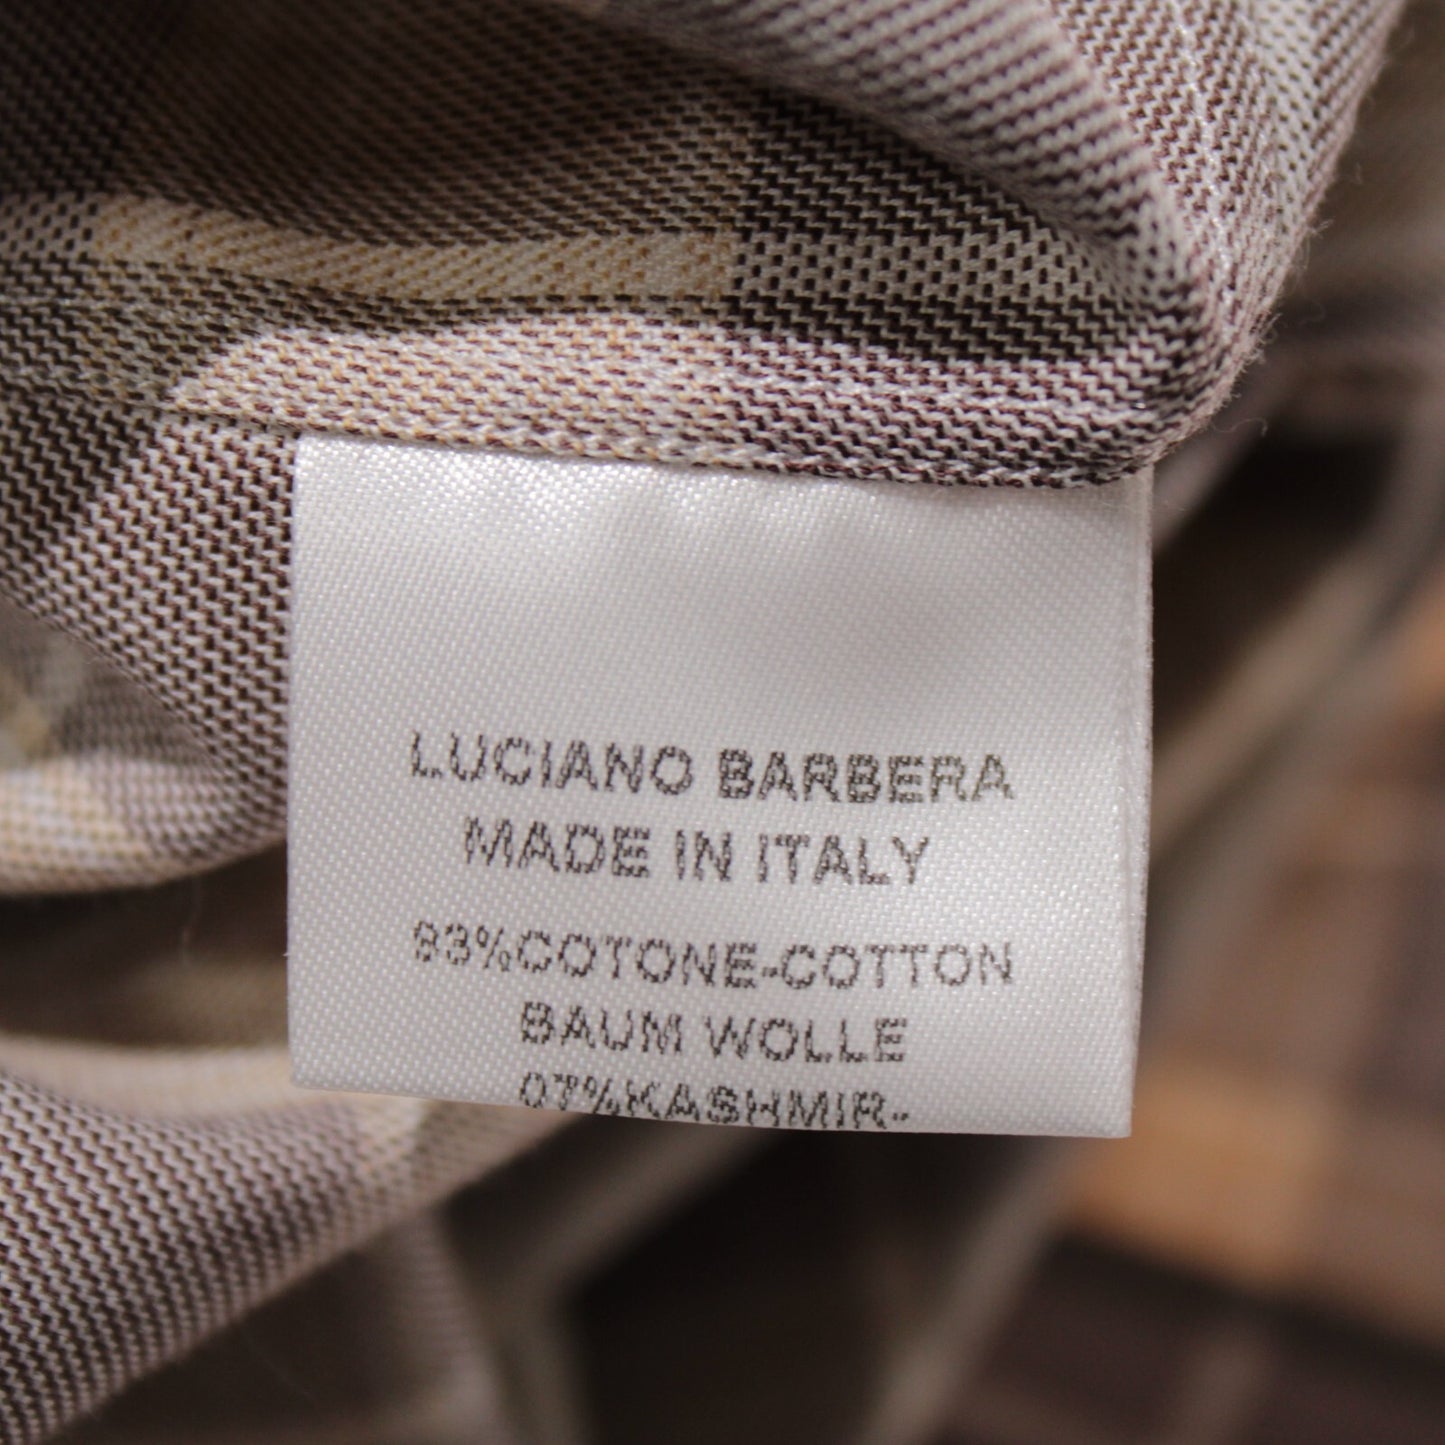 LUCIANO BARBERA
MADE IN ITALY
93%COTONE-COTTON
BAUM WOLLE
07%KASHMIR-